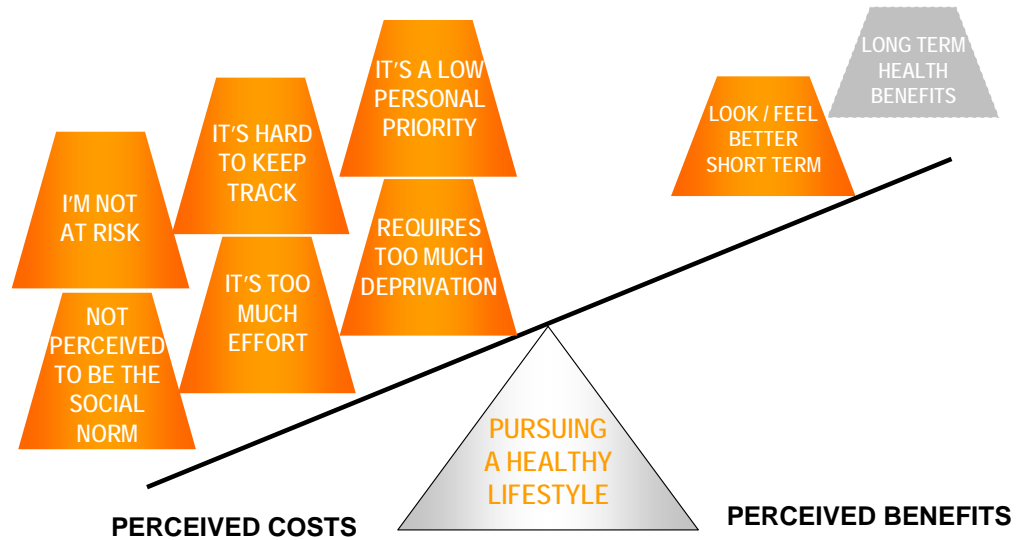 I'M NOT
AT RISK
NOT
PERCEIVED
TO BE THE
SOCIAL
NORM
IT'S HARD
TO KEEP
TRACK
IT'S TOO
MUCH
EFFORT
IT'S A LOW
PERSONAL
PRIORITY
REQUIRES
TOO MUCH
DEPRIVATION
LOOK / FEEL
BETTER
SHORT TERM
LONG TERM
HEALTH
BENEFITS
PURSUING
A HEALTHY
LIFESTYLE
PERCEIVED COSTS
PERCEIVED BENEFITS